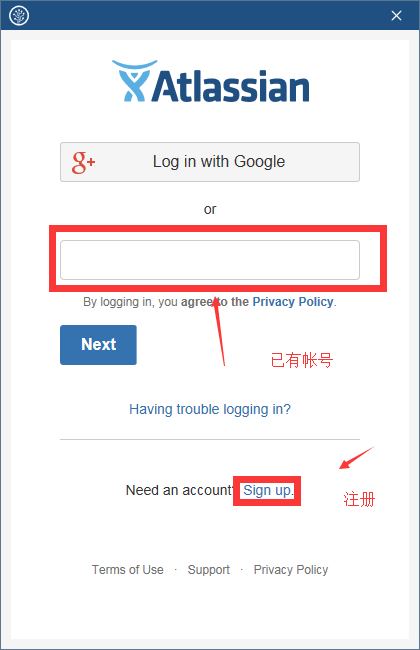 Atlassian
g+ Log in with Google
or
By logging in, you agree to the Privacy Policy.
Next
已有帐号
Having trouble logging in?
Need an account? Sign up.
注册
Terms of Use · Support · Privacy Policy